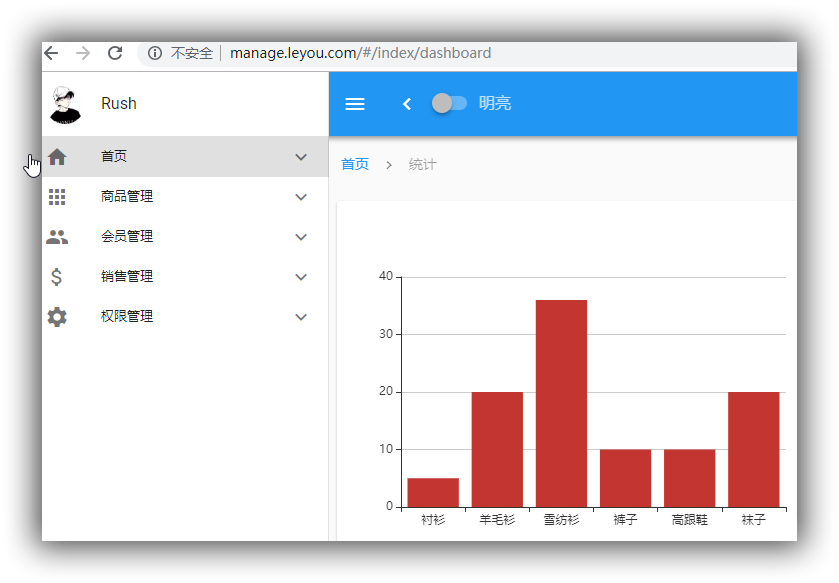 不安全 manage.leyou.com/#/index/dashboard
Rush
明亮
首页
商品管理
会员管理
销售管理
权限管理
首页 > 统计
40
30
20
10
0
衬衫 羊毛衫 雪纺衫 裤子 高跟鞋 袜子